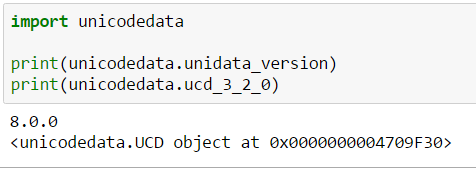 import unicodedata
print(unicodedata.unidata_version)
print(unicodedata.ucd_3_2_0)
8.0.0
<unicodedata.UCD object at 0x0000000004709F30>